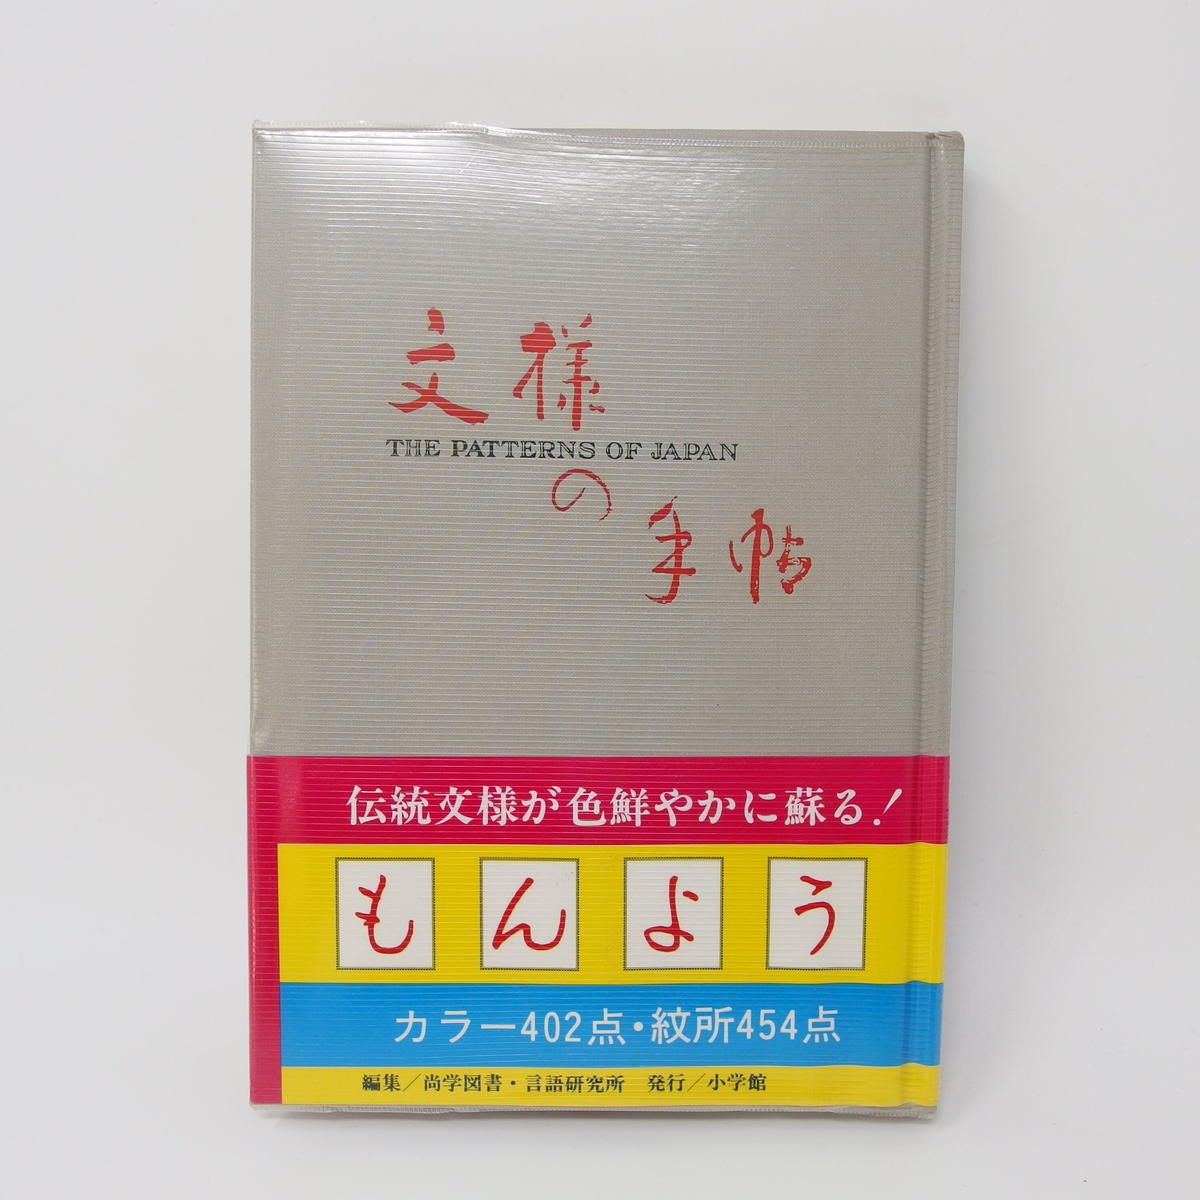 文様
THE PATTERNS OF JAPAN
の
手帖
伝統文様が色鮮やかに蘇る！
もんよう
カラー402点・紋所454点
編集／尚学図書・言語研究所　発行／小学館